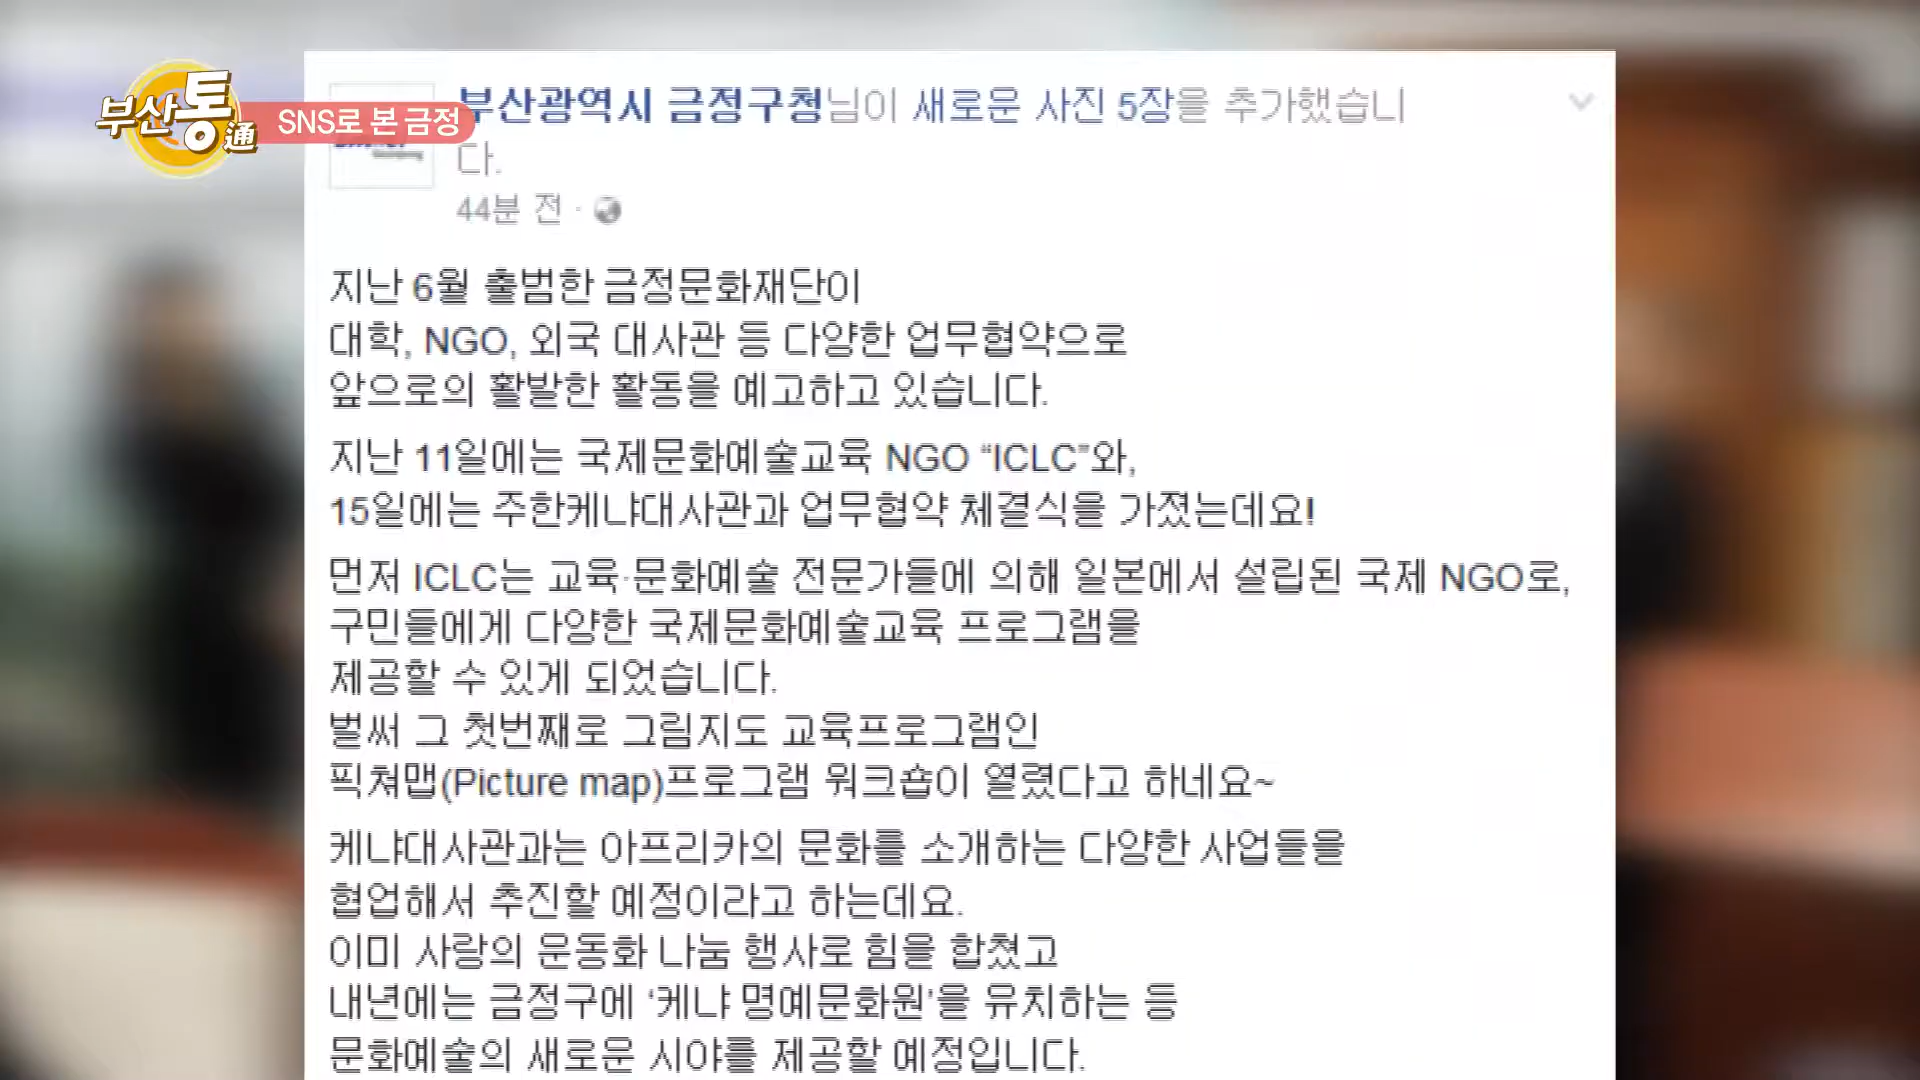 부산통通
SNS로 본 금정
부산광역시 금정구청님이 새로운 사진 5장을 추가했습니
다.
44분 전 ·
지난 6월 출범한 금정문화재단이
대학, NGO, 외국 대사관 등 다양한 업무협약으로
앞으로의 활발한 활동을 예고하고 있습니다.
지난 11일에는 국제문화예술교육 NGO “ICLC”와,
15일에는 주한케냐대사관과 업무협약 체결식을 가졌는데요!
먼저 ICLC는 교육·문화예술 전문가들에 의해 일본에서 설립된 국제 NGO로,
구민들에게 다양한 국제문화예술교육 프로그램을
제공할 수 있게 되었습니다.
벌써 그 첫번째로 그림지도 교육프로그램인
픽쳐맵(Picture map)프로그램 워크숍이 열렸다고 하네요~
케냐대사관과는 아프리카의 문화를 소개하는 다양한 사업들을
협업해서 추진할 예정이라고 하는데요.
이미 사랑의 운동화 나눔 행사로 힘을 합쳤고
내년에는 금정구에 ‘케냐 명예문화원’을 유치하는 등
문화예술의 새로운 시야를 제공할 예정입니다.